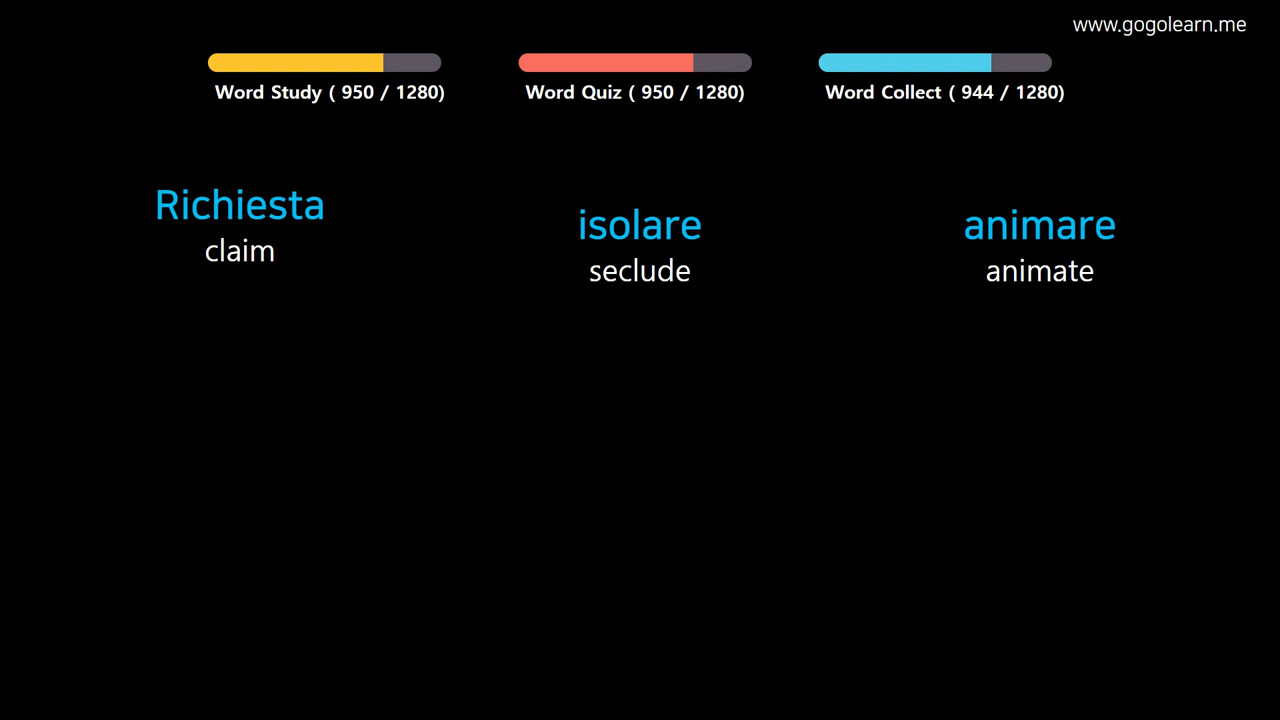 www.gogolearn.me
Word Study ( 950 / 1280)
Word Quiz ( 950 / 1280)
Word Collect ( 944 / 1280)
Richiesta
claim
isolare
seclude
animare
animate